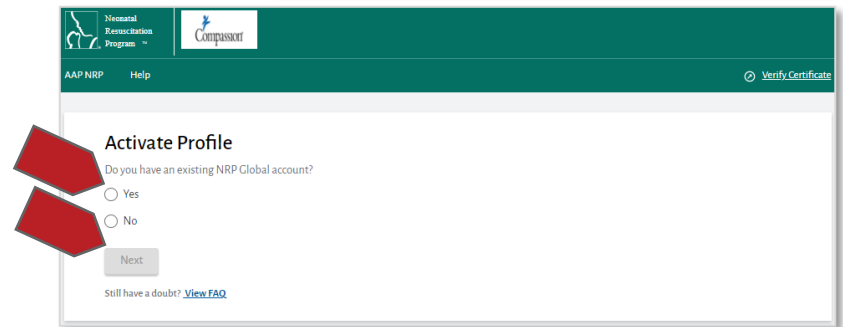 Neonatal
Resuscitation
Program ™
Compassion
AAP NRP Help Verify Certificate
Activate Profile
Do you have an existing NRP Global account?
Yes
No
Next
Still have a doubt? View FAQ